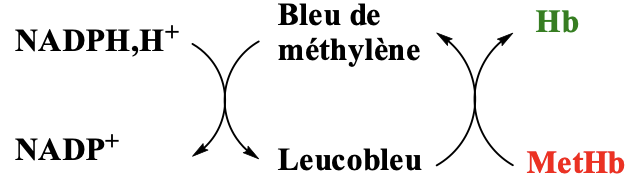 NADPH,H+
Bleu de
méthylène
Hb
NADP+
Leucobleu
MetHb